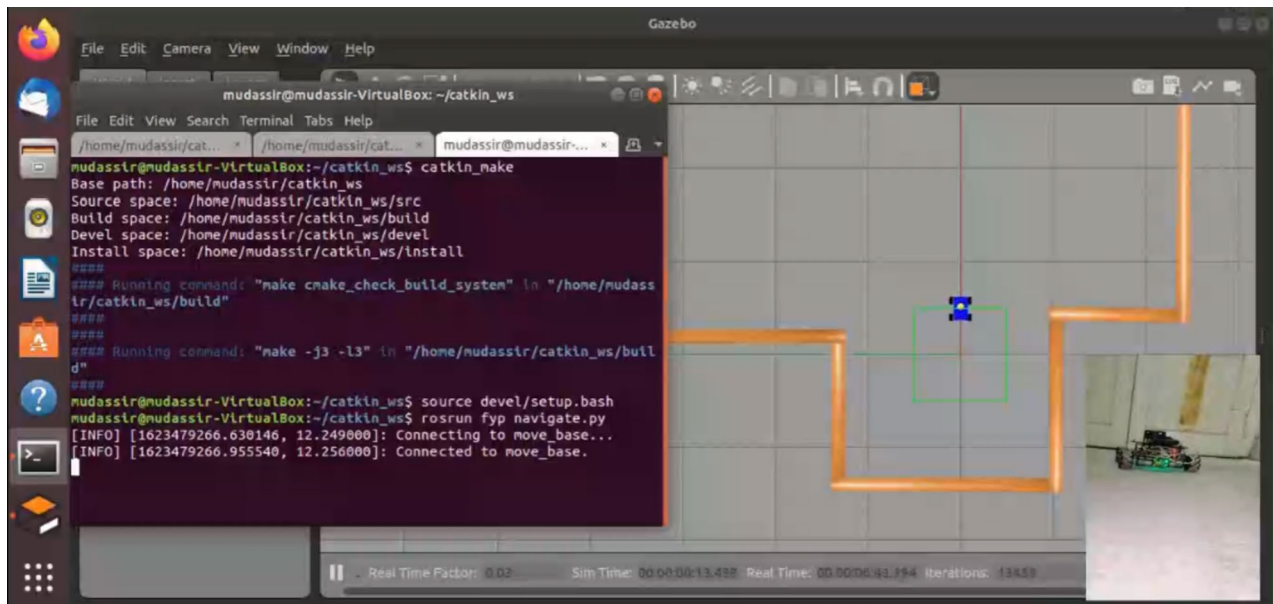 Gazebo
File Edit Camera View Window Help
mudassir@mudassir-VirtualBox: ~/catkin_ws
File Edit View Search Terminal Tabs Help
/home/mudassir/cat... × /home/mudassir/cat... × mudassir@mudassir-... ×
mudassir@mudassir-VirtualBox:~/catkin_ws$ catkin_make
Base path: /home/mudassir/catkin_ws
Source space: /home/mudassir/catkin_ws/src
Build space: /home/mudassir/catkin_ws/build
Devel space: /home/mudassir/catkin_ws/devel
Install space: /home/mudassir/catkin_ws/install
####
#### Running command: "make cmake_check_build_system" in "/home/mudass
ir/catkin_ws/build"
####
####
#### Running command: "make -j3 -l3" in "/home/mudassir/catkin_ws/buil
d"
####
mudassir@mudassir-VirtualBox:~/catkin_ws$ source devel/setup.bash
mudassir@mudassir-VirtualBox:~/catkin_ws$ rosrun fyp navigate.py
[INFO] [1623479266.630146, 12.249000]: Connecting to move_base...
[INFO] [1623479266.955540, 12.256000]: Connected to move_base.
Real Time Factor: 0.03 Sim Time: Real Time: Iterations: